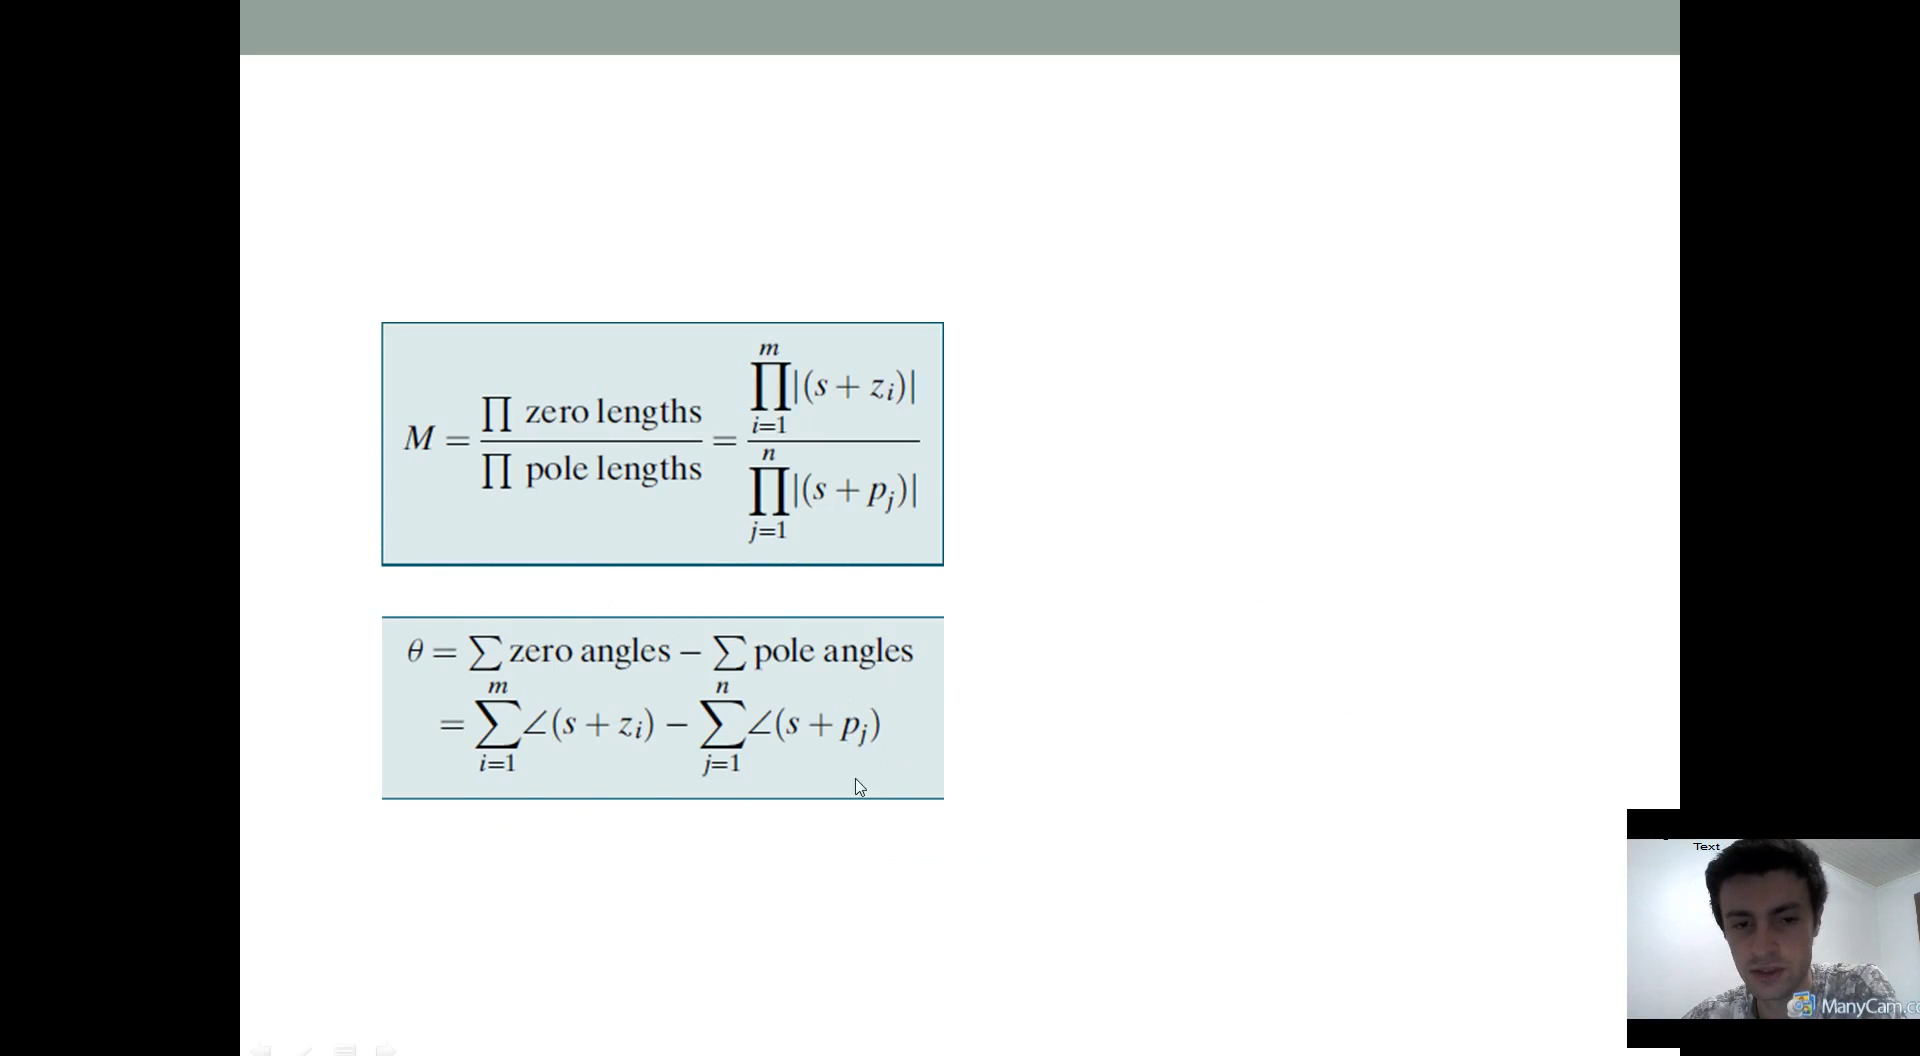 M = ∏ zero lengths / ∏ pole lengths = ∏_{i=1}^{m} |(s + z_i)| / ∏_{j=1}^{n} |(s + p_j)|
θ = ∑ zero angles − ∑ pole angles
= ∑_{i=1}^{m} ∠(s + z_i) − ∑_{j=1}^{n} ∠(s + p_j)
Text
ManyCam.c